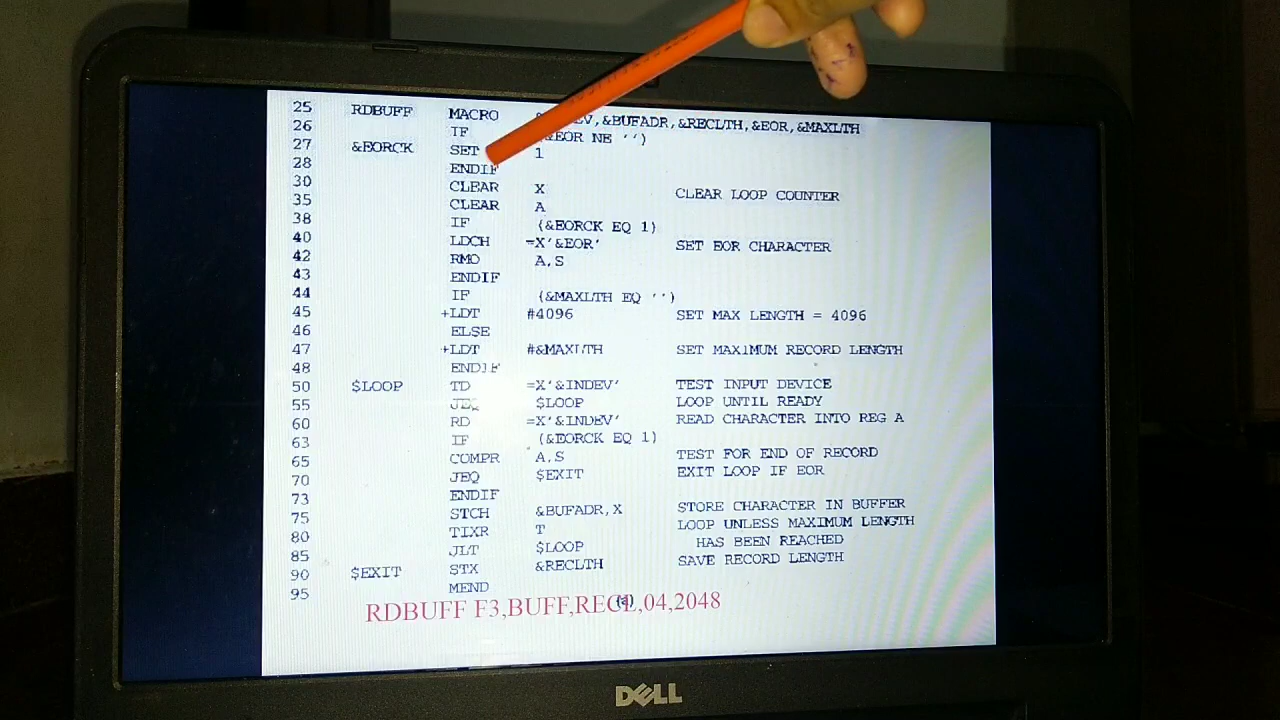 25 RDBUFF MACRO EV,&BUFADR,&RECLTH,&EOR,&MAXLTH
26 IF &EOR NE '')
27 &EORCK SET 1
28 ENDIF
30 CLEAR X CLEAR LOOP COUNTER
35 CLEAR A
38 IF (&EORCK EQ 1)
40 LDCH =X'&EOR' SET EOR CHARACTER
42 RMO A,S
43 ENDIF
44 IF (&MAXLTH EQ '')
45 +LDT #4096 SET MAX LENGTH = 4096
46 ELSE
47 +LDT #&MAXLTH SET MAXIMUM RECORD LENGTH
48 ENDIF
50 $LOOP TD =X'&INDEV' TEST INPUT DEVICE
55 JEQ $LOOP LOOP UNTIL READY
60 RD =X'&INDEV' READ CHARACTER INTO REG A
63 IF (&EORCK EQ 1)
65 COMPR A,S TEST FOR END OF RECORD
70 JEQ $EXIT EXIT LOOP IF EOR
73 ENDIF
75 STCH &BUFADR,X STORE CHARACTER IN BUFFER
80 TIXR T LOOP UNLESS MAXIMUM LENGTH
85 JLT $LOOP HAS BEEN REACHED
90 $EXIT STX &RECLTH SAVE RECORD LENGTH
95 MEND
RDBUFF F3,BUFF,RECL,04,2048
DELL